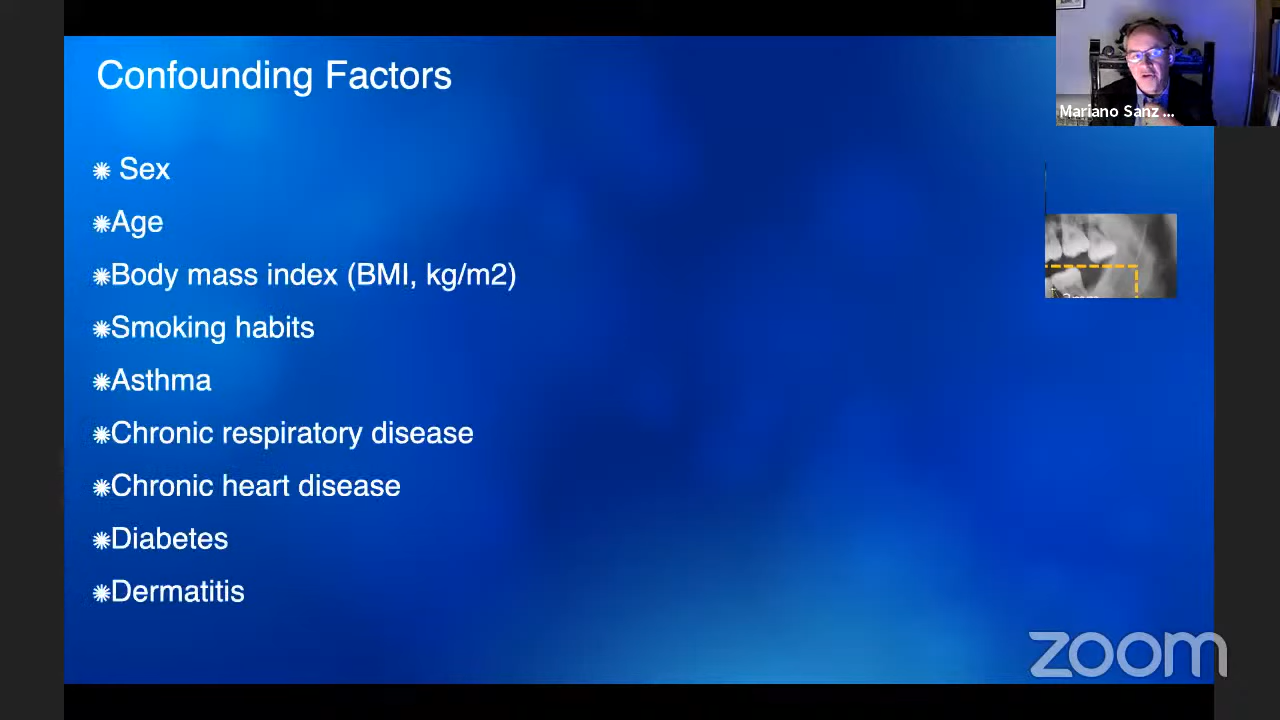 Confounding Factors
Mariano Sanz ...
Sex
Age
Body mass index (BMI, kg/m2)
Smoking habits
Asthma
Chronic respiratory disease
Chronic heart disease
Diabetes
Dermatitis
zoom